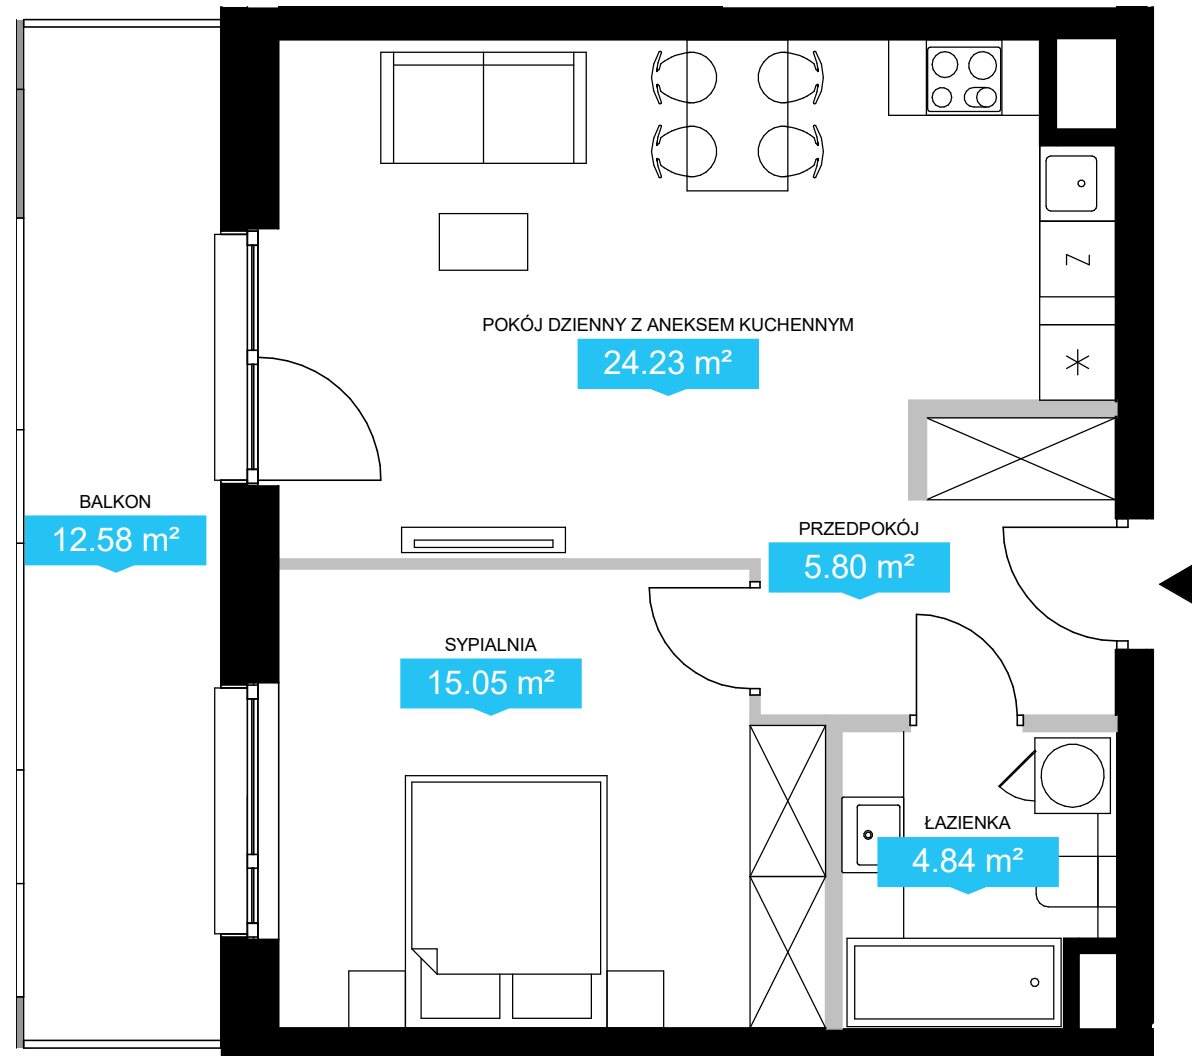 POKÓJ DZIENNY Z ANEKSEM KUCHENNYM
24.23 m²
Z
BALKON
12.58 m²
PRZEDPOKÓJ
5.80 m²
SYPIALNIA
15.05 m²
ŁAZIENKA
4.84 m²